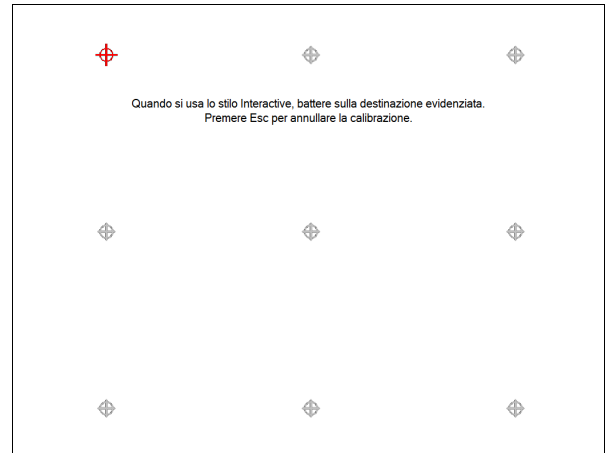 Quando si usa lo stilo Interactive, battere sulla destinazione evidenziata.
Premere Esc per annullare la calibrazione.